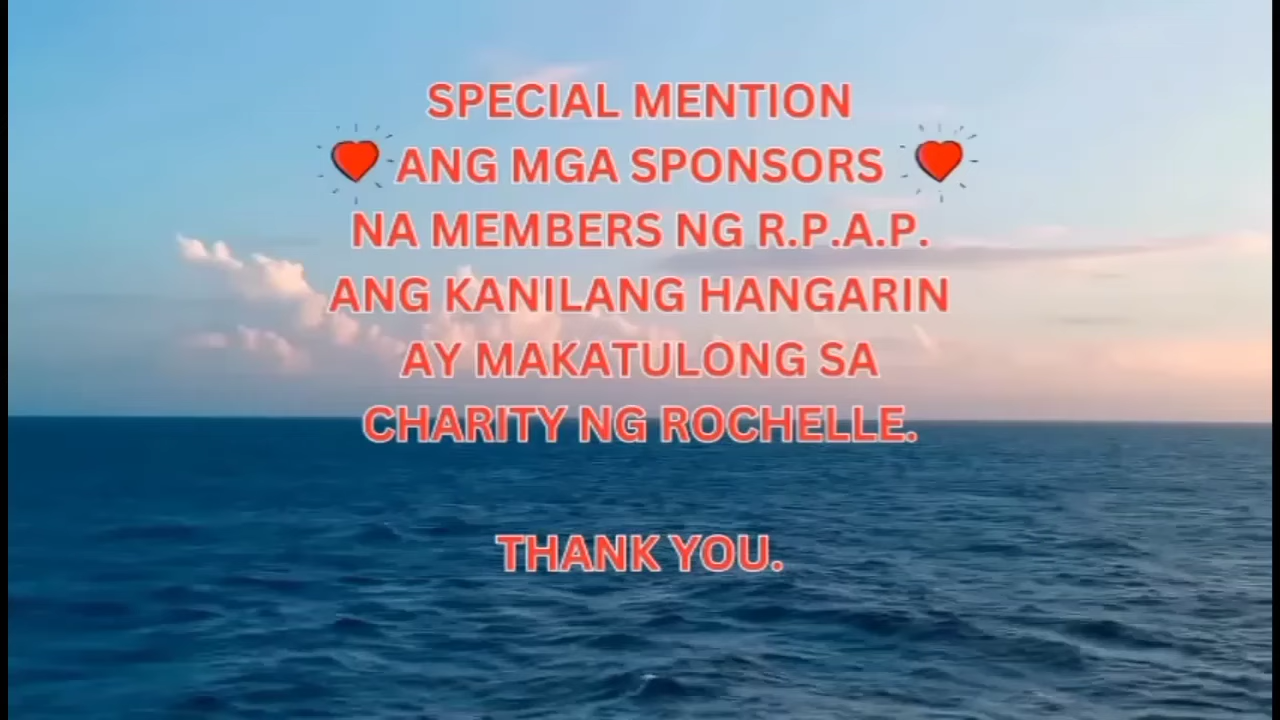 SPECIAL MENTION
ANG MGA SPONSORS
NA MEMBERS NG R.P.A.P.
ANG KANILANG HANGARIN
AY MAKATULONG SA
CHARITY NG ROCHELLE.
THANK YOU.